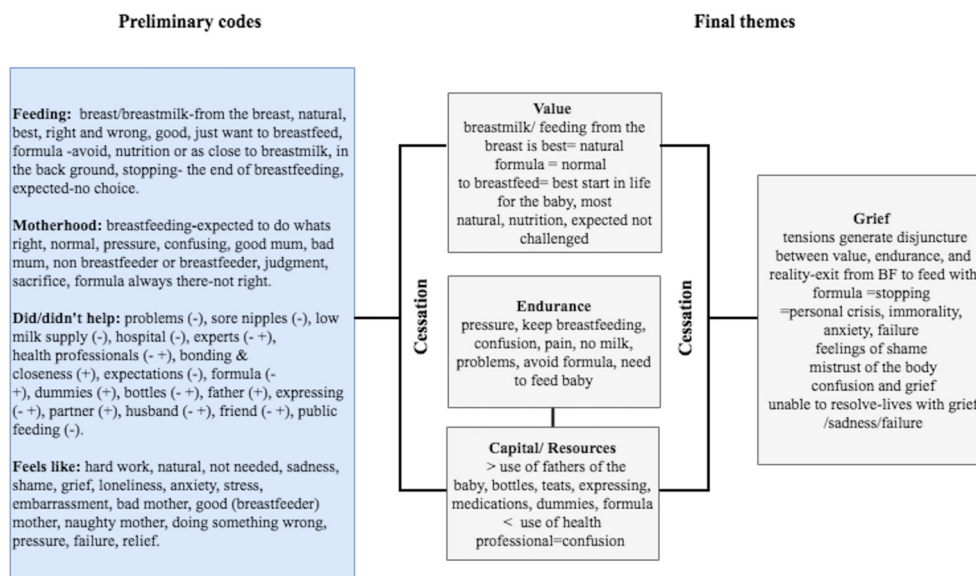 Preliminary codes
Final themes
Feeding: breast/breastmilk-from the breast, natural,
best, right and wrong, good, just want to breastfeed,
formula -avoid, nutrition or as close to breastmilk, in
the back ground, stopping- the end of breastfeeding,
expected-no choice.
Motherhood: breastfeeding-expected to do whats
right, normal, pressure, confusing, good mum, bad
mum, non breastfeeder or breastfeeder, judgment,
sacrifice, formula always there-not right.
Did/didn't help: problems (-), sore nipples (-), low
milk supply (-), hospital (-), experts (- +),
health professionals (- +), bonding &
closeness (+), expectations (-), formula (-
+), dummies (+), bottles (- +), father (+), expressing
(- +), partner (+), husband (- +), friend (- +), public
feeding (-).
Feels like: hard work, natural, not needed, sadness,
shame, grief, loneliness, anxiety, stress,
embarrassment, bad mother, good (breastfeeder)
mother, naughty mother, doing something wrong,
pressure, failure, relief.
Cessation
Value
breastmilk/ feeding from the
breast is best= natural
formula = normal
to breastfeed= best start in life
for the baby, most
natural, nutrition, expected not
challenged
Endurance
pressure, keep breastfeeding,
confusion, pain, no milk,
problems, avoid formula, need
to feed baby
Capital/ Resources
> use of fathers of the
baby, bottles, teats, expressing,
medications, dummies, formula
< use of health
professional=confusion
Cessation
Grief
tensions generate disjuncture
between value, endurance, and
reality-exit from BF to feed with
formula =stopping
=personal crisis, immorality,
anxiety, failure
feelings of shame
mistrust of the body
confusion and grief
unable to resolve-lives with grief
/sadness/failure